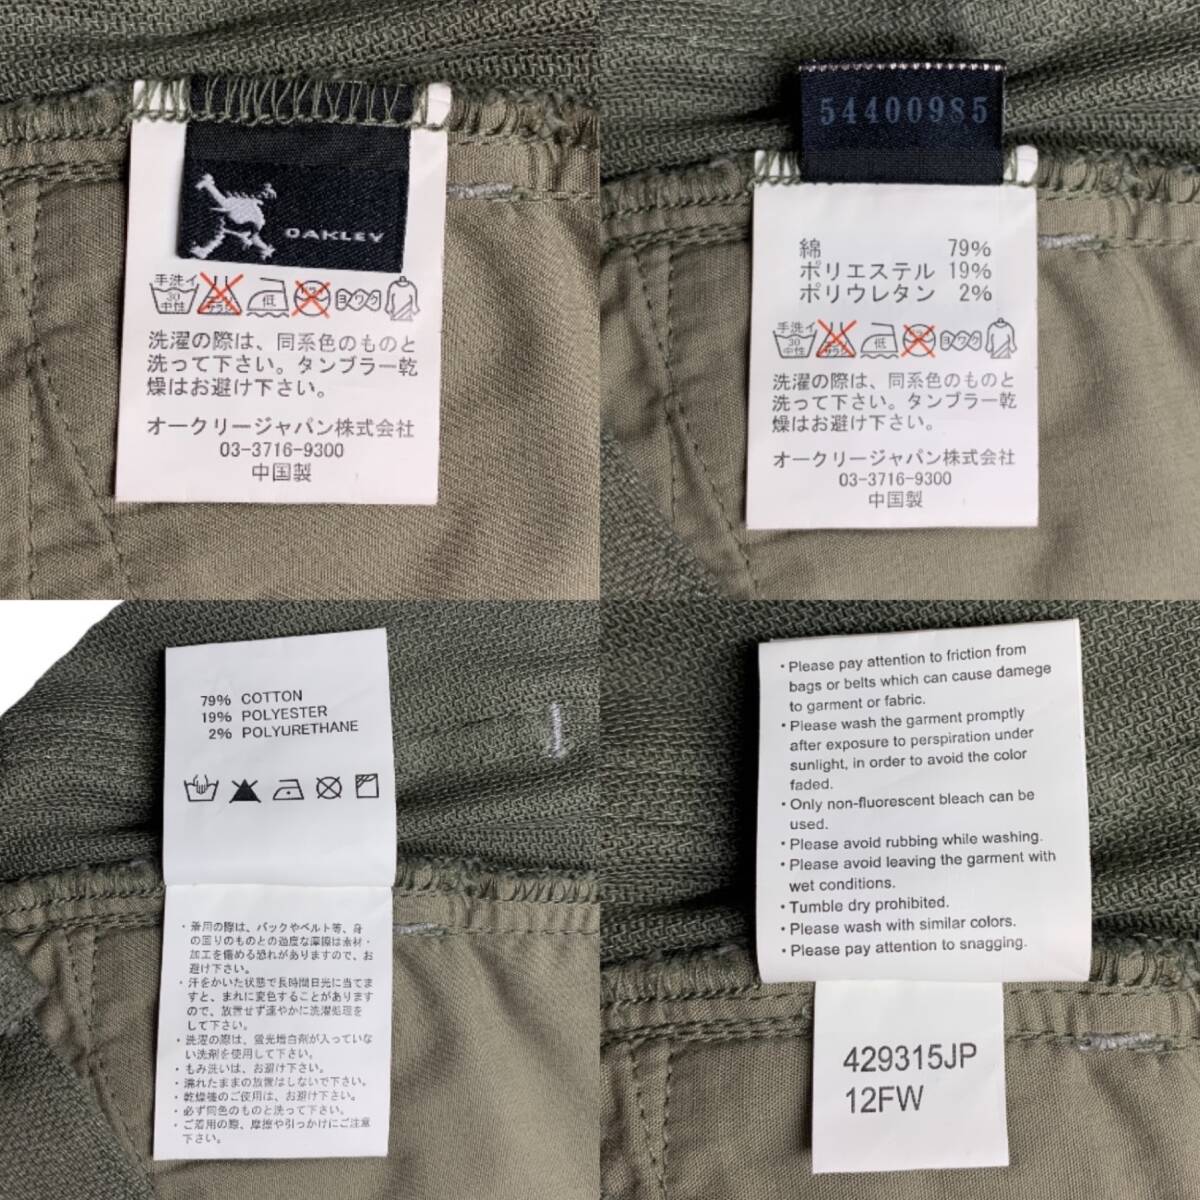 OAKLEY
手洗イ
30
中性
サラシ
低
ヨワク
洗濯の際は、同系色のものと
洗って下さい。タンブラー乾
燥はお避け下さい。
オークリージャパン株式会社
03-3716-9300
中国製
54400985
綿 79%
ポリエステル 19%
ポリウレタン 2%
手洗イ
30
中性
サラシ
低
ヨワク
洗濯の際は、同系色のものと
洗って下さい。タンブラー乾
燥はお避け下さい。
オークリージャパン株式会社
03-3716-9300
中国製
79% COTTON
19% POLYESTER
2% POLYURETHANE
・着用の際は、バックやベルト等、身
の回りのものとの過度な摩擦は素材・
加工を傷める恐れがありますので、お
避け下さい。
・汗をかいた状態で長時間日光に当てま
すと、まれに変色することがあります
ので、放置せず速やかに洗濯処理を
して下さい。
・洗濯の際は、蛍光増白剤が入っていな
い洗剤を使用して下さい。
・もみ洗いは、お避け下さい。
・濡れたままの放置はしないで下さい。
・乾燥機のご使用は、お避け下さい。
・必ず同色のものと洗って下さい。
・ご着用の際、摩擦や引っかけにご注意
下さい。
・Please pay attention to friction from
bags or belts which can cause damege
to garment or fabric.
・Please wash the garment promptly
after exposure to perspiration under
sunlight, in order to avoid the color
faded.
・Only non-fluorescent bleach can be
used.
・Please avoid rubbing while washing.
・Please avoid leaving the garment with
wet conditions.
・Tumble dry prohibited.
・Please wash with similar colors.
・Please pay attention to snagging.
429315JP
12FW